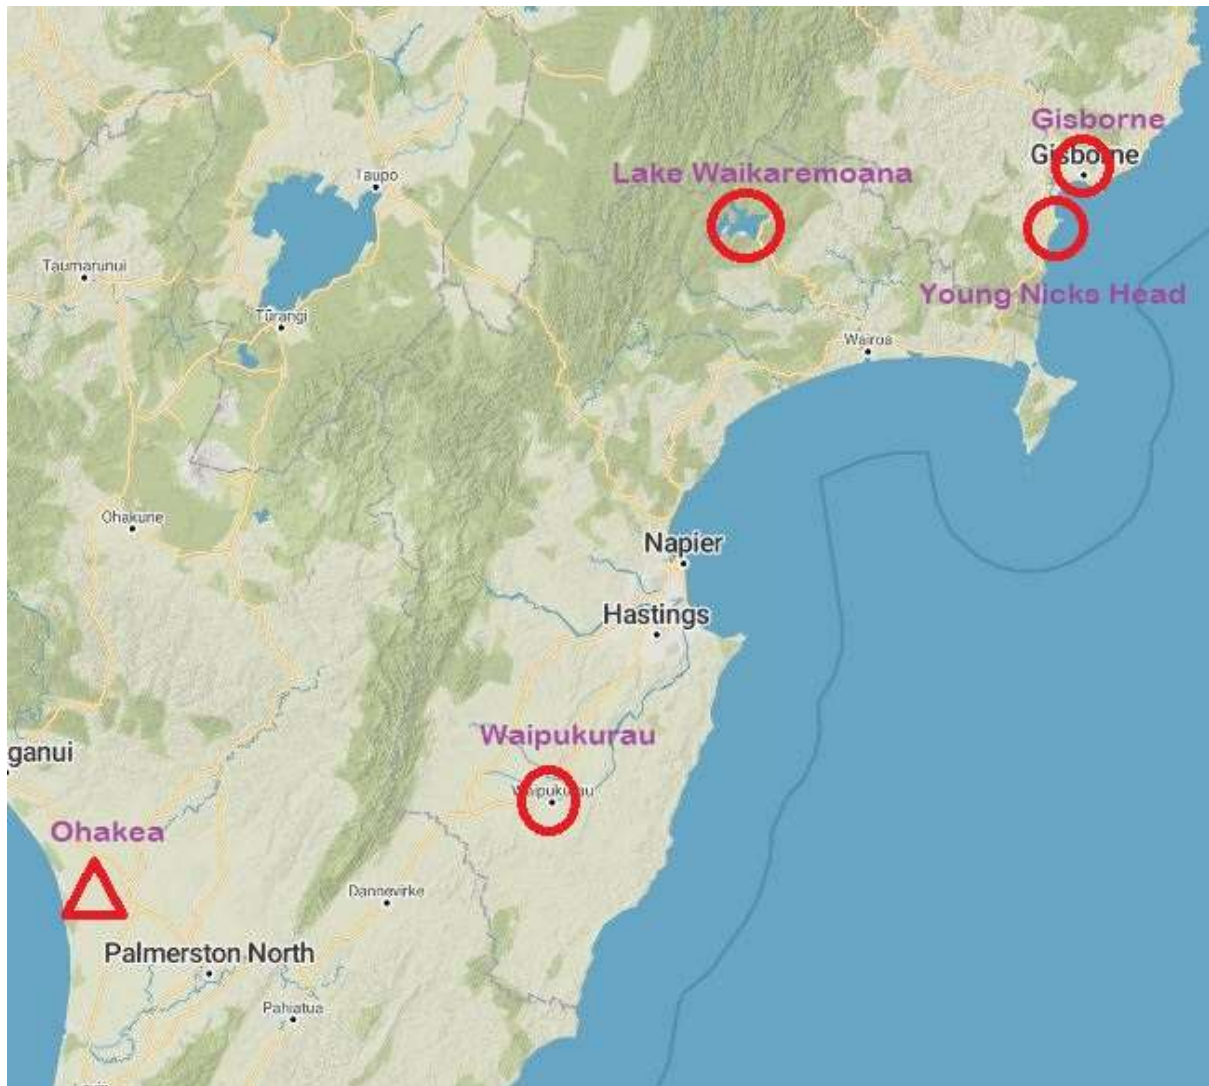 Gisborne
Gisborne
Lake Waikaremoana
Taupo
Taumarunui
Young Nicks Head
Tūrangi
Wairoa
Ohakune
Napier
Hastings
Waipukurau
ganui
Waipukurau
Ohakea
Dannevirke
Palmerston North
Pahiatua